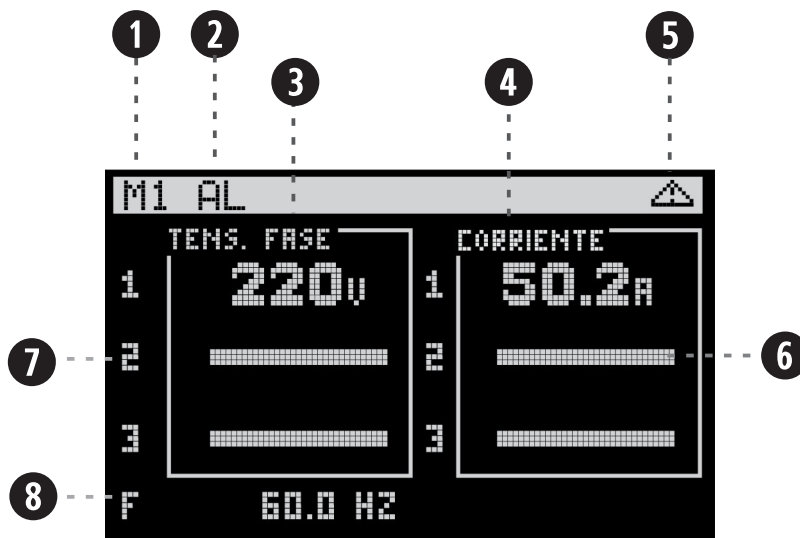 1 2 3 4 5
M1 AL
TENS. FASE CORRIENTE
1 220V 1 50.2A
7 2 2 6
3 3
8 F 60.0 HZ